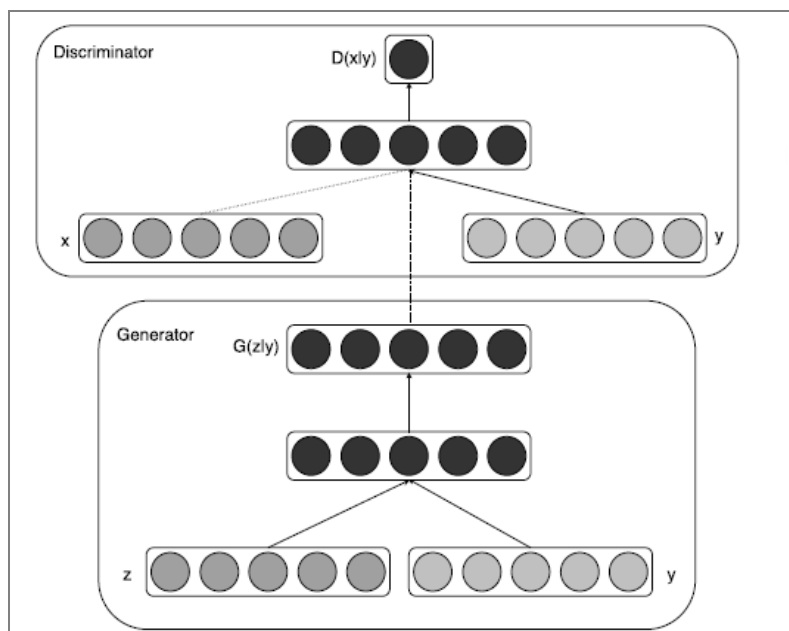 Discriminator
D(x|y)
x
y
Generator
G(z|y)
z
y